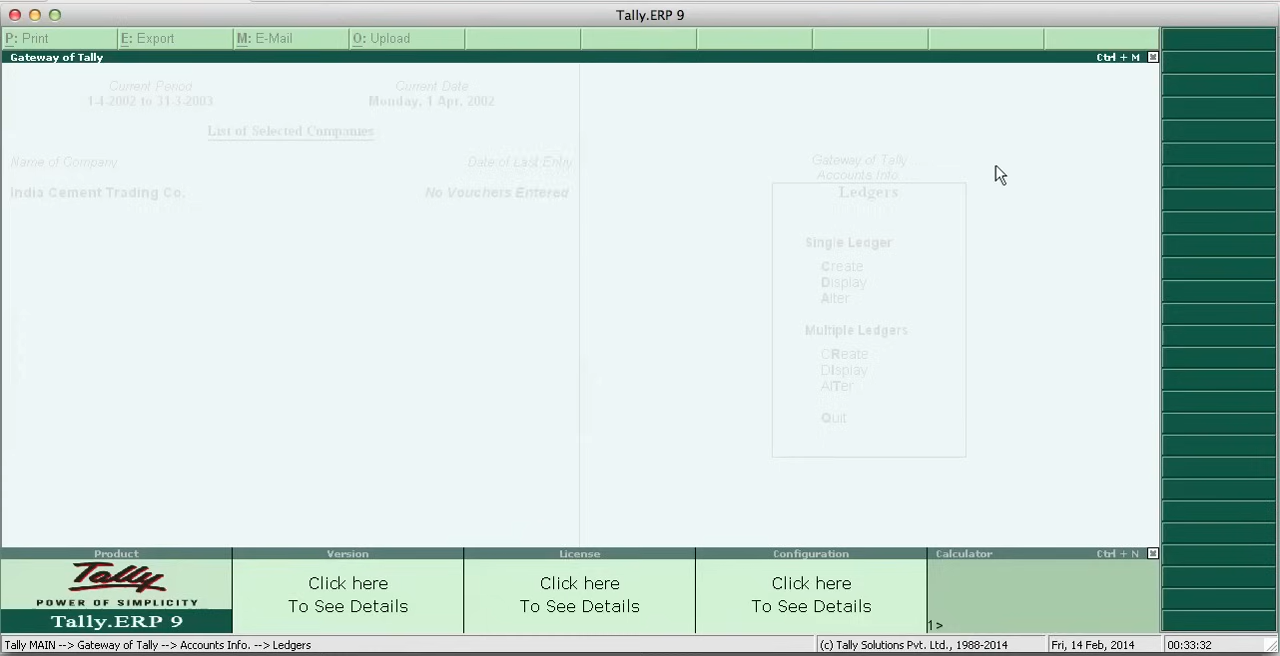 Tally.ERP 9
P: Print E: Export M: E-Mail O: Upload
Gateway of Tally Ctrl + M
Current Period Current Date
1-4-2002 to 31-3-2003 Monday, 1 Apr, 2002
List of Selected Companies
Name of Company Date of Last Entry
India Cement Trading Co. No Vouchers Entered
Gateway of Tally ...
Accounts Info.
Ledgers
Single Ledger
Create
Display
Alter
Multiple Ledgers
CReate
DIsplay
AlTer
Quit
Product Version License Configuration Calculator Ctrl + N
Tally
POWER OF SIMPLICITY
Tally.ERP 9
Click here
To See Details
Click here
To See Details
Click here
To See Details
1>
Tally MAIN --> Gateway of Tally --> Accounts Info. --> Ledgers (c) Tally Solutions Pvt. Ltd., 1988-2014 Fri, 14 Feb, 2014 00:33:32